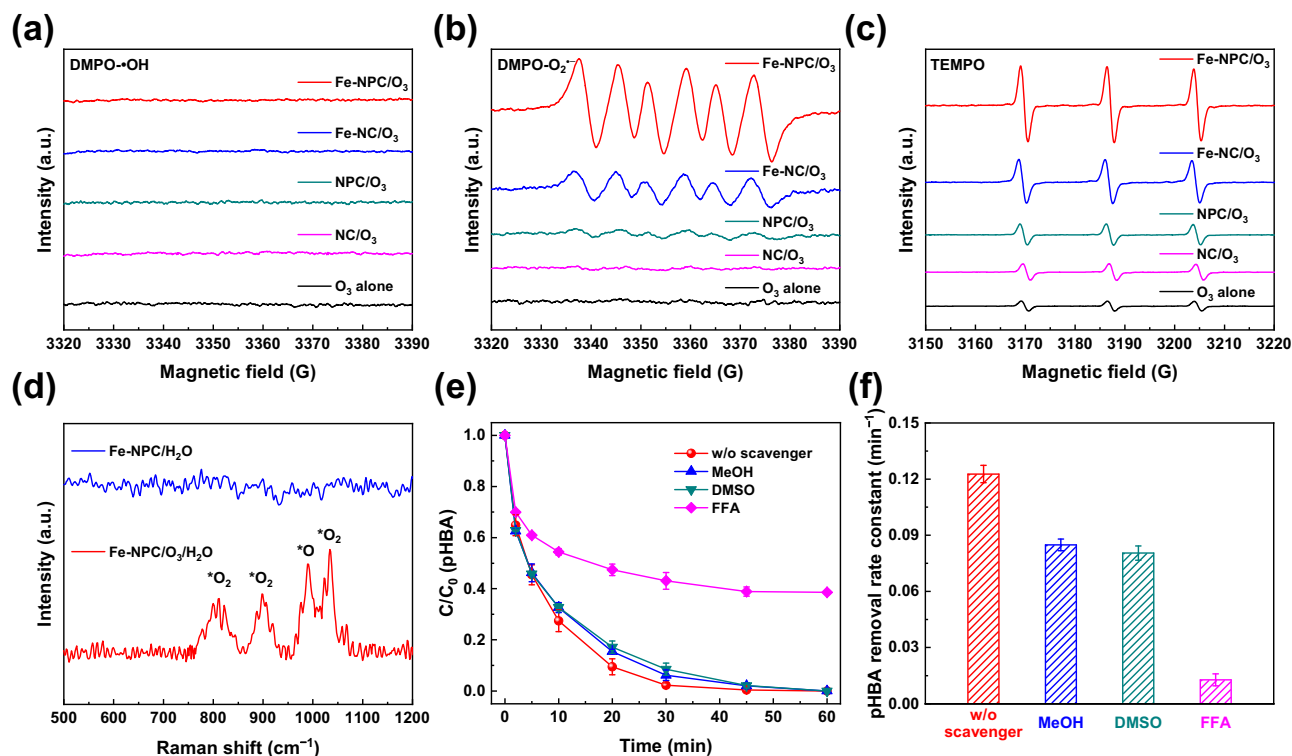 (a)
DMPO-•OH
Fe-NPC/O₃
Fe-NC/O₃
NPC/O₃
NC/O₃
O₃ alone
Intensity (a.u.)
3320 3330 3340 3350 3360 3370 3380 3390
Magnetic field (G)
(b)
DMPO-O₂•⁻
Fe-NPC/O₃
Fe-NC/O₃
NPC/O₃
NC/O₃
O₃ alone
Intensity (a.u.)
3320 3330 3340 3350 3360 3370 3380 3390
Magnetic field (G)
(c)
TEMPO
Fe-NPC/O₃
Fe-NC/O₃
NPC/O₃
NC/O₃
O₃ alone
Intensity (a.u.)
3150 3160 3170 3180 3190 3200 3210 3220
Magnetic field (G)
(d)
Fe-NPC/H₂O
Fe-NPC/O₃/H₂O
*O₂
*O₂
*O
*O₂
Intensity (a.u.)
500 600 700 800 900 1000 1100 1200
Raman shift (cm⁻¹)
(e)
w/o scavenger
MeOH
DMSO
FFA
C/C₀ (pHBA)
1.0
0.8
0.6
0.4
0.2
0.0
0 10 20 30 40 50 60
Time (min)
(f)
pHBA removal rate constant (min⁻¹)
0.15
0.12
0.09
0.06
0.03
0.00
w/o
scavenger
MeOH
DMSO
FFA